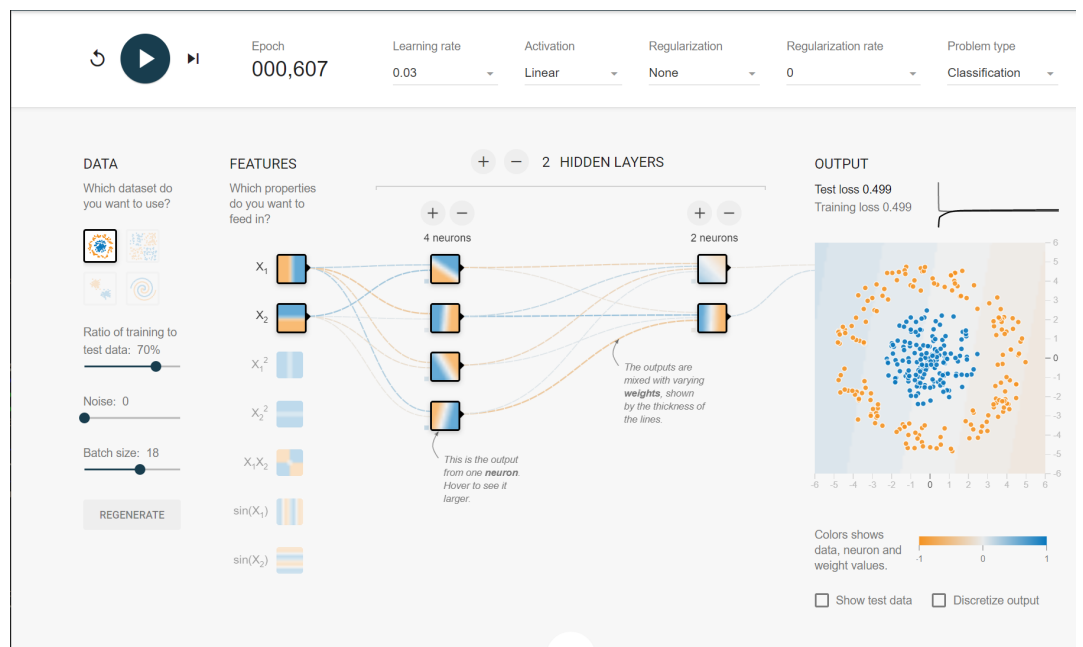 Epoch
000,607
Learning rate
0.03
Activation
Linear
Regularization
None
Regularization rate
0
Problem type
Classification
DATA
Which dataset do
you want to use?
Ratio of training to
test data: 70%
Noise: 0
Batch size: 18
REGENERATE
FEATURES
Which properties
do you want to
feed in?
X₁
X₂
X₁²
X₂²
X₁X₂
sin(X₁)
sin(X₂)
2 HIDDEN LAYERS
4 neurons
2 neurons
This is the output
from one neuron.
Hover to see it
larger.
The outputs are
mixed with varying
weights, shown
by the thickness of
the lines.
OUTPUT
Test loss 0.499
Training loss 0.499
6
5
4
3
2
1
0
-1
-2
-3
-4
-5
-6
-6 -5 -4 -3 -2 -1 0 1 2 3 4 5 6
Colors shows
data, neuron and
weight values.
-1 0 1
Show test data
Discretize output